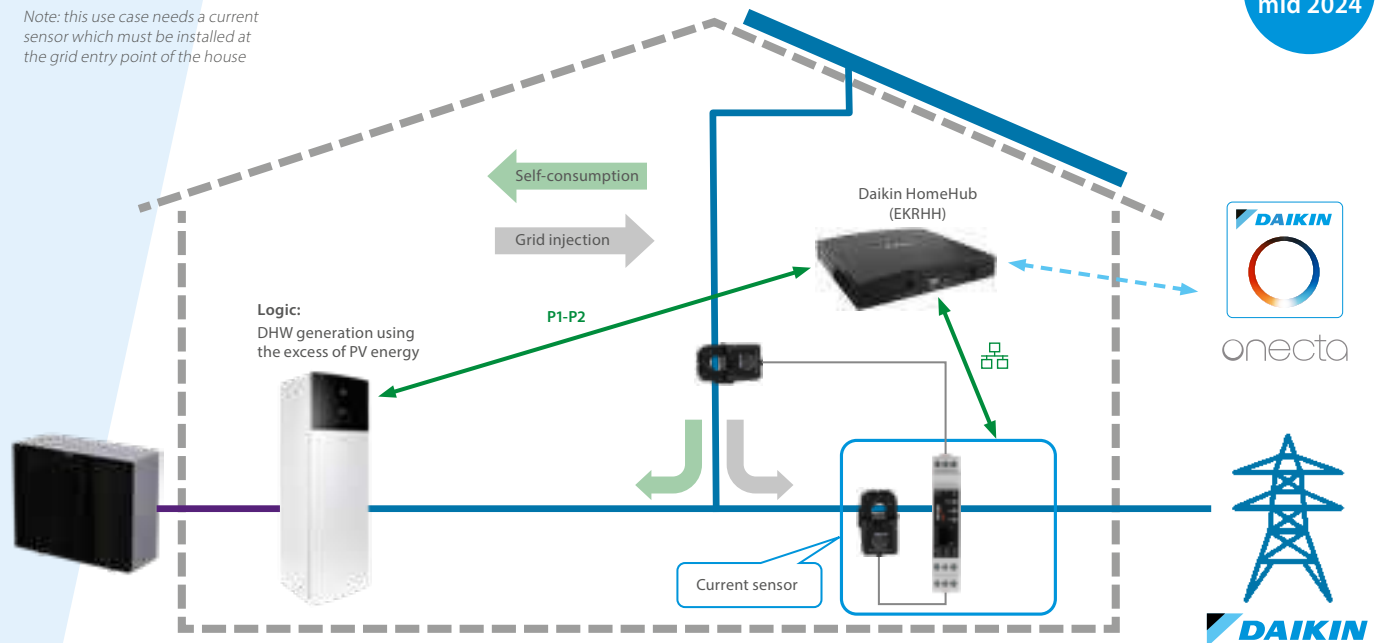 Note: this use case needs a current
sensor which must be installed at
the grid entry point of the house
mid 2024
Self-consumption
Grid injection
Daikin HomeHub
(EKRHH)
DAIKIN
onecta
Logic:
DHW generation using
the excess of PV energy
P1-P2
Current sensor
DAIKIN